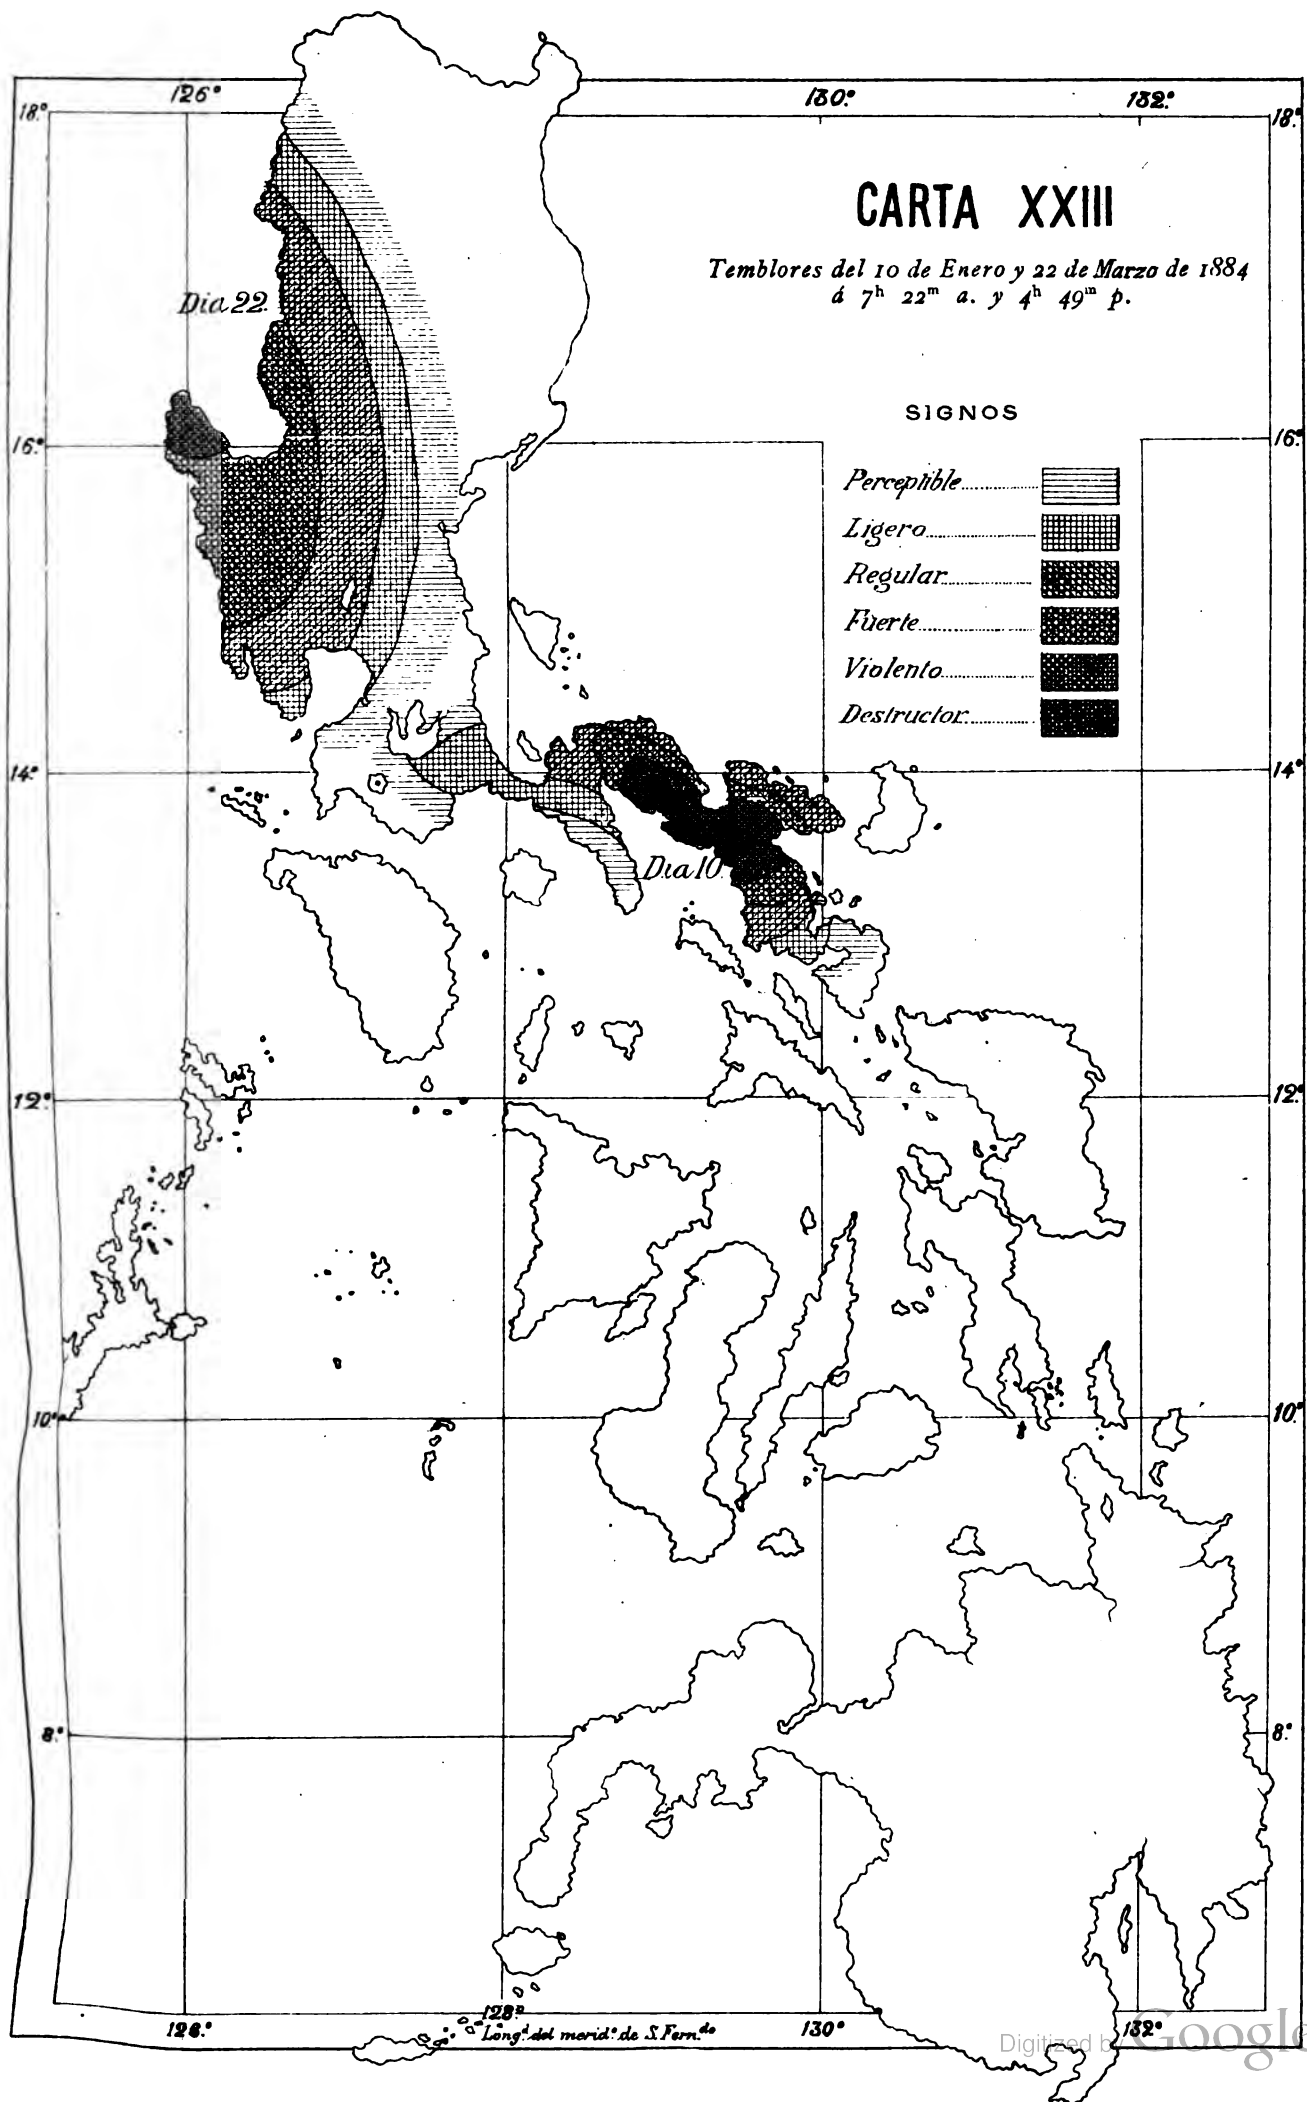 126° 130° 132°
18° 18°
CARTA XXIII
Temblores del 10 de Enero y 22 de Marzo de 1884
á 7h 22m a. y 4h 49m p.
Dia 22.
SIGNOS
16° 16°
Perceptible
Ligero
Regular
Fuerte
Violento
Destructor
14° 14°
Dia 10.
12° 12°
10° 10°
8° 8°
126° 128° 130° 132°
Longd. del merido. de S. Fern.do
Digitized by Google